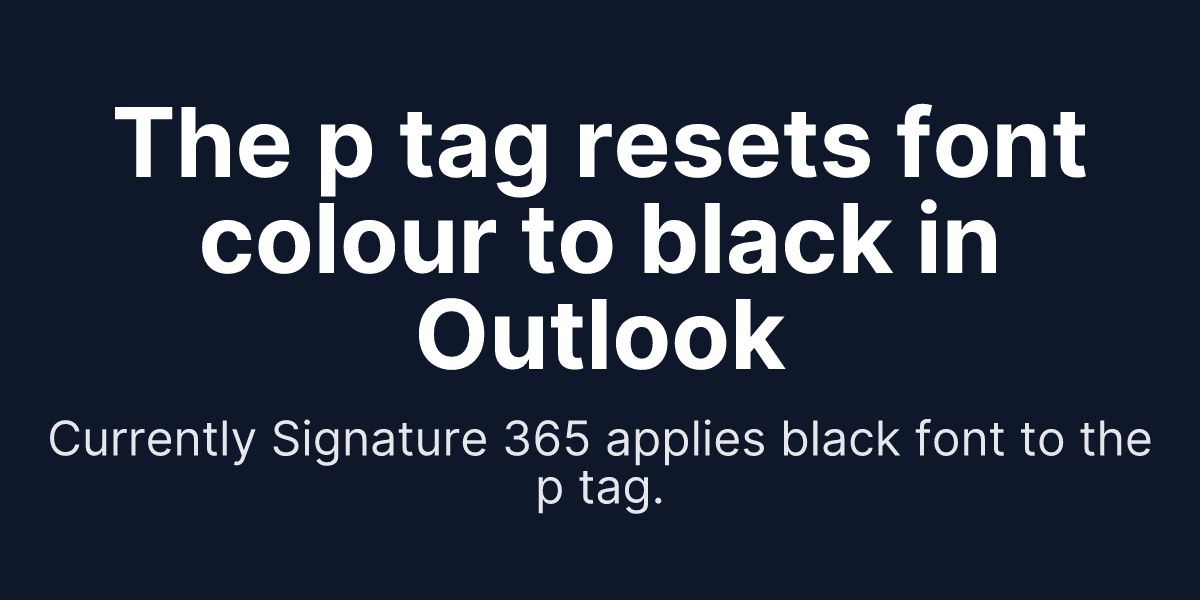 The p tag resets font
colour to black in
Outlook
Currently Signature 365 applies black font to the
p tag.